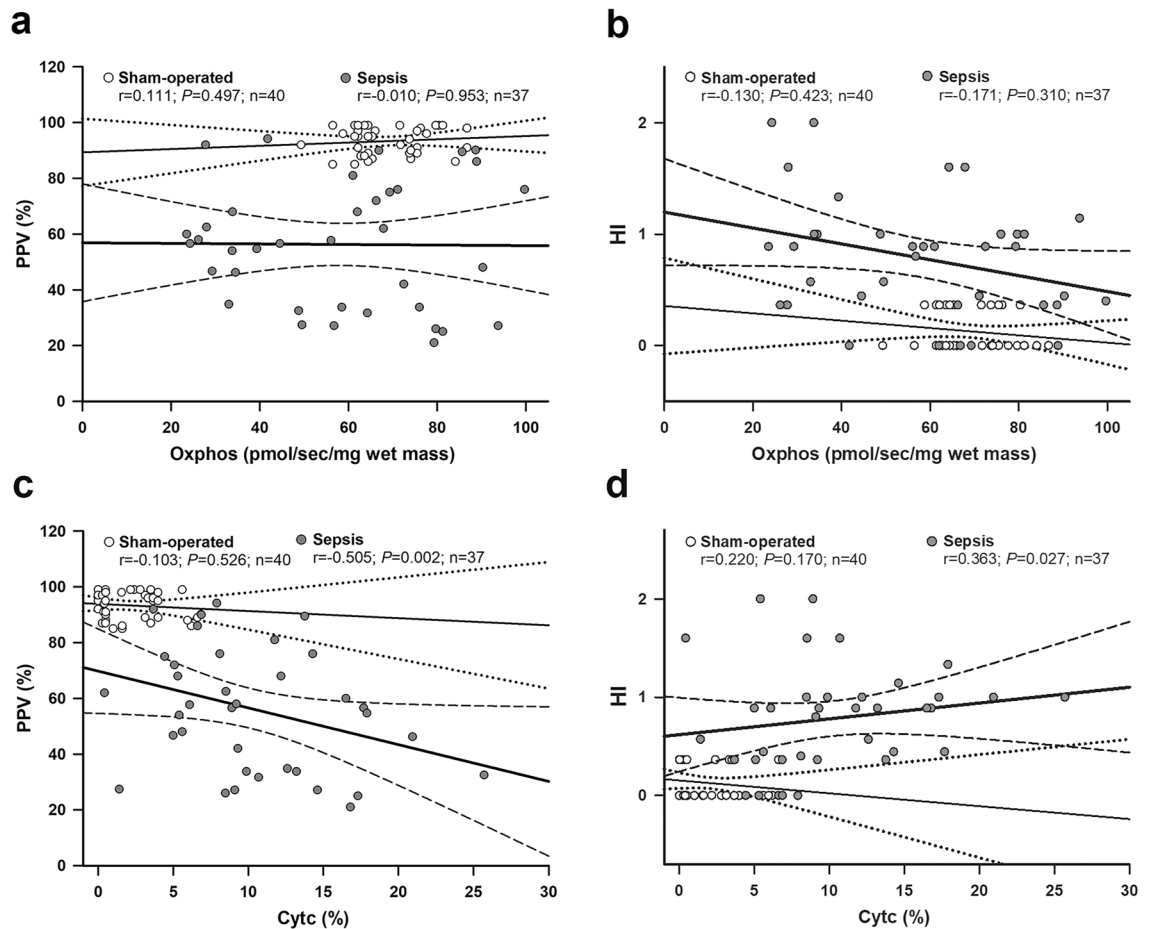 a
Sham-operated
r=0.111; P=0.497; n=40
Sepsis
r=-0.010; P=0.953; n=37
PPV (%)
120
100
80
60
40
20
0
0 20 40 60 80 100
Oxphos (pmol/sec/mg wet mass)
b
Sham-operated
r=-0.130; P=0.423; n=40
Sepsis
r=-0.171; P=0.310; n=37
HI
2
1
0
0 20 40 60 80 100
Oxphos (pmol/sec/mg wet mass)
c
Sham-operated
r=-0.103; P=0.526; n=40
Sepsis
r=-0.505; P=0.002; n=37
PPV (%)
120
100
80
60
40
20
0
0 5 10 15 20 25 30
Cytc (%)
d
Sham-operated
r=0.220; P=0.170; n=40
Sepsis
r=0.363; P=0.027; n=37
HI
2
1
0
0 5 10 15 20 25 30
Cytc (%)